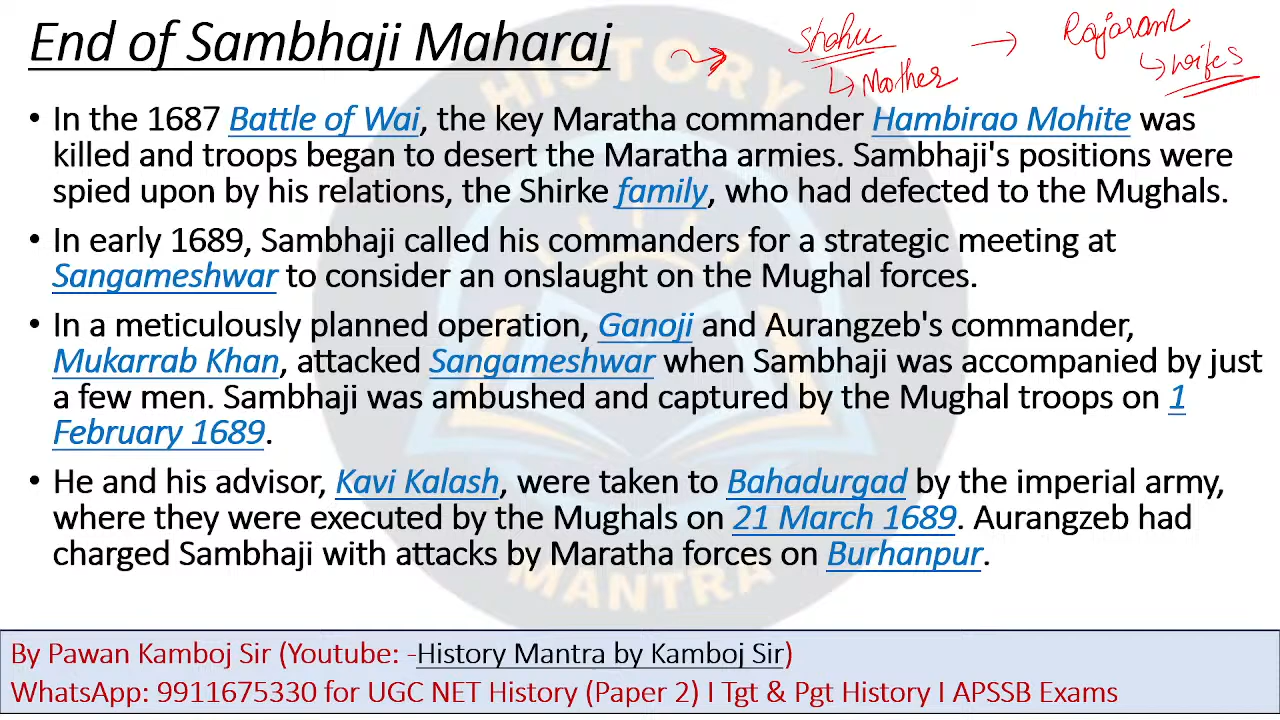 End of Sambhaji Maharaj
Shahu → Rajaram
↳ Mother ↳ wifes
• In the 1687 Battle of Wai, the key Maratha commander Hambirao Mohite was
killed and troops began to desert the Maratha armies. Sambhaji's positions were
spied upon by his relations, the Shirke family, who had defected to the Mughals.
• In early 1689, Sambhaji called his commanders for a strategic meeting at
Sangameshwar to consider an onslaught on the Mughal forces.
• In a meticulously planned operation, Ganoji and Aurangzeb's commander,
Mukarrab Khan, attacked Sangameshwar when Sambhaji was accompanied by just
a few men. Sambhaji was ambushed and captured by the Mughal troops on 1
February 1689.
• He and his advisor, Kavi Kalash, were taken to Bahadurgad by the imperial army,
where they were executed by the Mughals on 21 March 1689. Aurangzeb had
charged Sambhaji with attacks by Maratha forces on Burhanpur.
HISTORY
MANTRA
By Pawan Kamboj Sir (Youtube: -History Mantra by Kamboj Sir)
WhatsApp: 9911675330 for UGC NET History (Paper 2) I Tgt & Pgt History I APSSB Exams